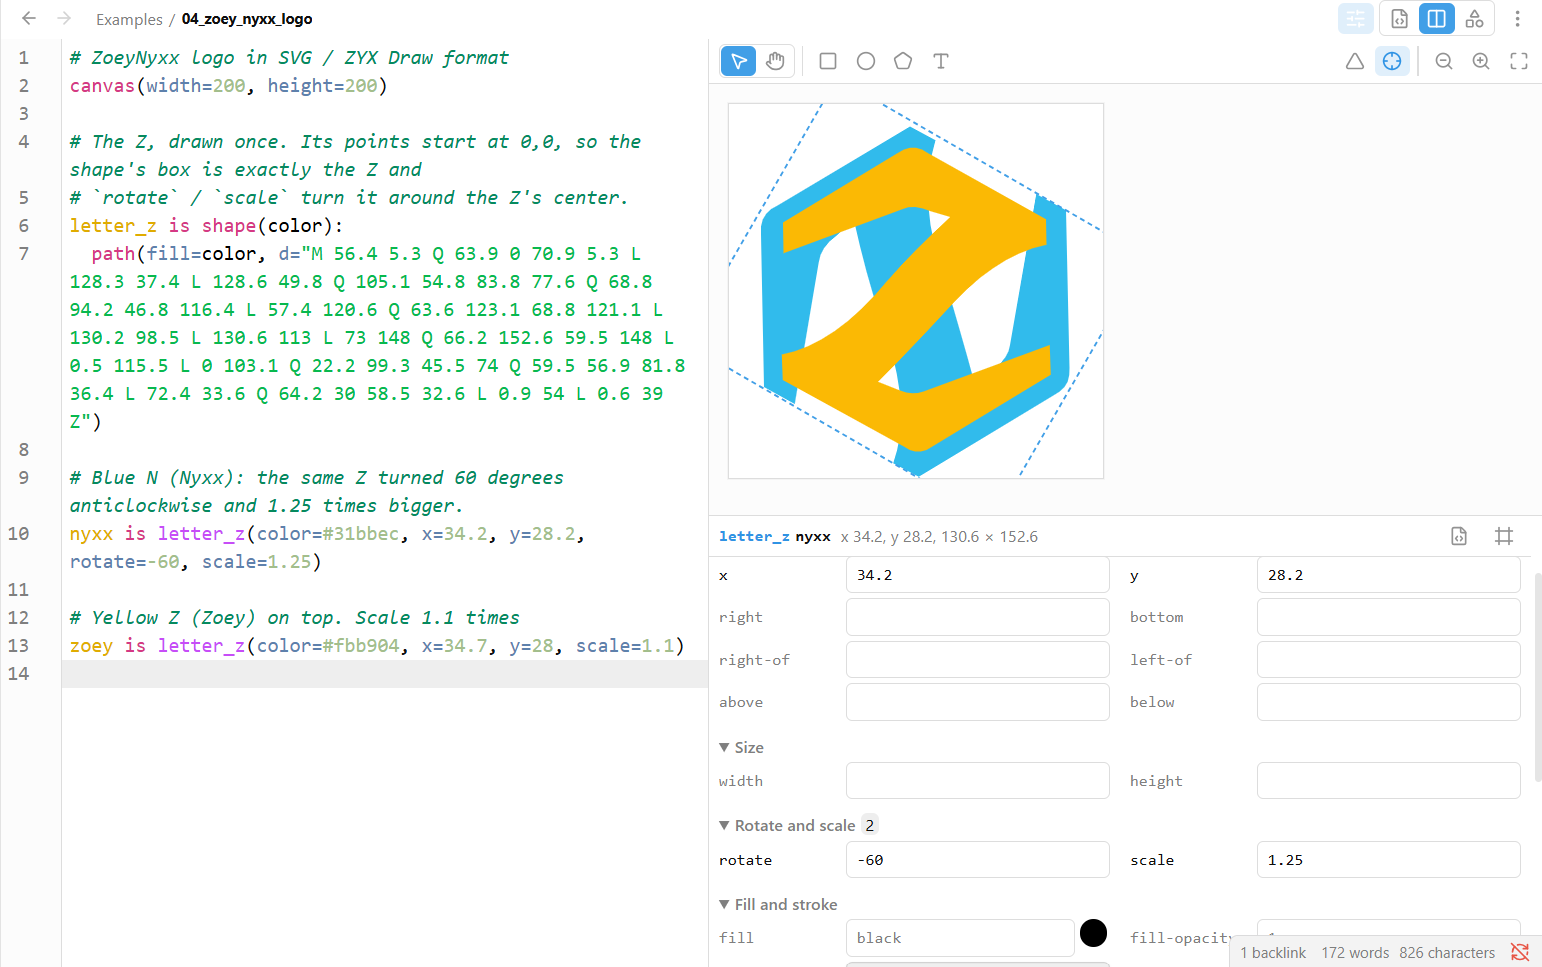 Examples / 04_zoey_nyxx_logo
1 # ZoeyNyxx logo in SVG / ZYX Draw format
2 canvas(width=200, height=200)
3
4 # The Z, drawn once. Its points start at 0,0, so the
shape's box is exactly the Z and
5 # `rotate` / `scale` turn it around the Z's center.
6 letter_z is shape(color):
7 path(fill=color, d="M 56.4 5.3 Q 63.9 0 70.9 5.3 L
128.3 37.4 L 128.6 49.8 Q 105.1 54.8 83.8 77.6 Q 68.8
94.2 46.8 116.4 L 57.4 120.6 Q 63.6 123.1 68.8 121.1 L
130.2 98.5 L 130.6 113 L 73 148 Q 66.2 152.6 59.5 148 L
0.5 115.5 L 0 103.1 Q 22.2 99.3 45.5 74 Q 59.5 56.9 81.8
36.4 L 72.4 33.6 Q 64.2 30 58.5 32.6 L 0.9 54 L 0.6 39
Z")
8
9 # Blue N (Nyxx): the same Z turned 60 degrees
anticlockwise and 1.25 times bigger.
10 nyxx is letter_z(color=#31bbec, x=34.2, y=28.2,
rotate=-60, scale=1.25)
11
12 # Yellow Z (Zoey) on top. Scale 1.1 times
13 zoey is letter_z(color=#fbb904, x=34.7, y=28, scale=1.1)
14
T
letter_z nyxx x 34.2, y 28.2, 130.6 × 152.6
x 34.2 y 28.2
right bottom
right-of left-of
above below
▼ Size
width height
▼ Rotate and scale 2
rotate -60 scale 1.25
▼ Fill and stroke
fill black fill-opacity
1 backlink 172 words 826 characters